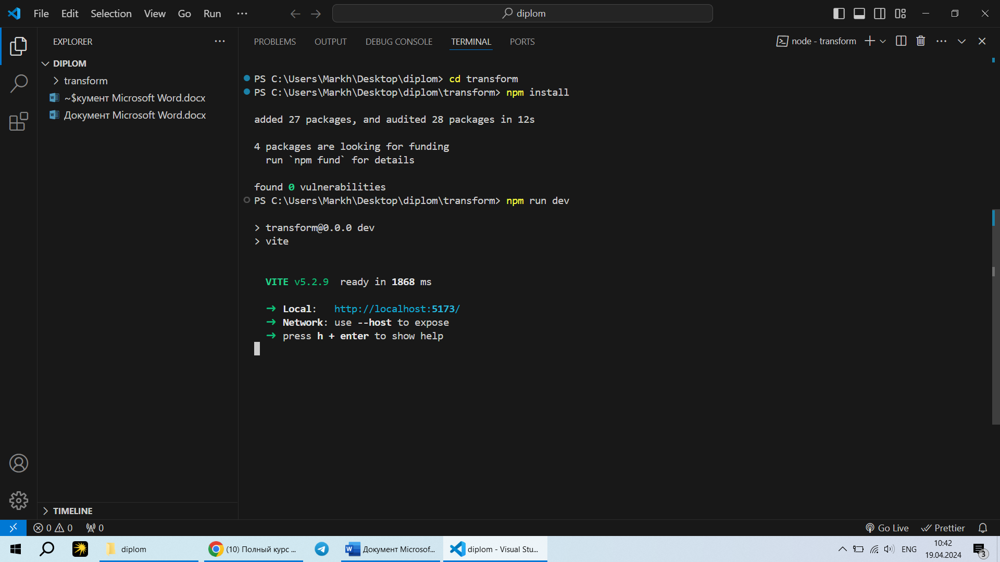 File Edit Selection View Go Run ···
diplom
EXPLORER
DIPLOM
transform
~$кумент Microsoft Word.docx
Документ Microsoft Word.docx
TIMELINE
PROBLEMS OUTPUT DEBUG CONSOLE TERMINAL PORTS
node - transform
PS C:\Users\Markh\Desktop\diplom> cd transform
PS C:\Users\Markh\Desktop\diplom\transform> npm install
added 27 packages, and audited 28 packages in 12s
4 packages are looking for funding
run `npm fund` for details
found 0 vulnerabilities
PS C:\Users\Markh\Desktop\diplom\transform> npm run dev
> transform@0.0.0 dev
> vite
VITE v5.2.9 ready in 1868 ms
➜ Local: http://localhost:5173/
➜ Network: use --host to expose
➜ press h + enter to show help
0 0 0
Go Live Prettier
diplom
(10) Полный курс ...
Документ Microsof...
diplom - Visual Stu...
ENG
10:42
19.04.2024
3